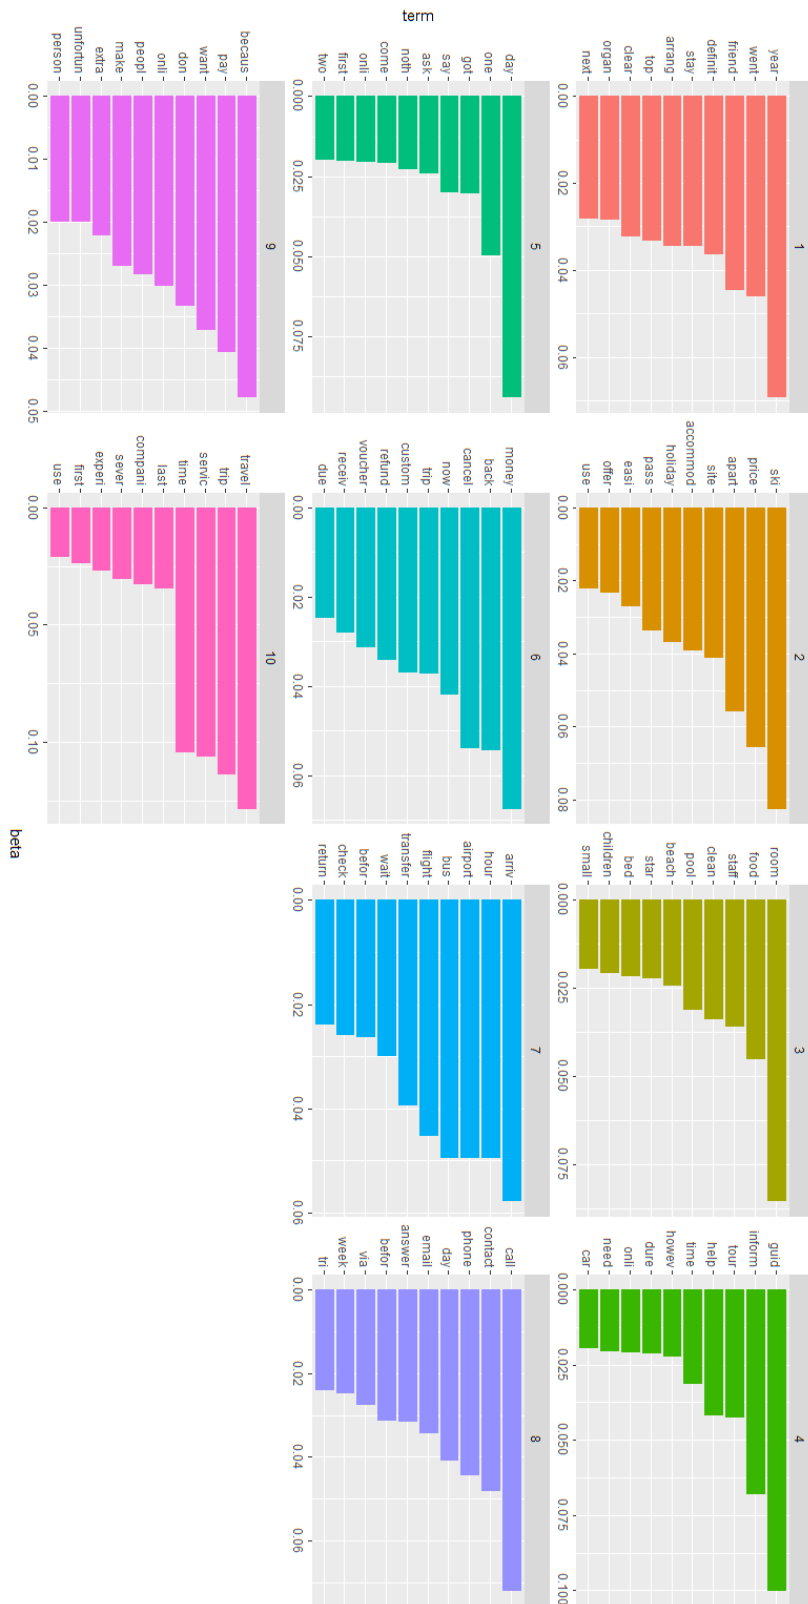 term
1
year
went
friend
definit
stay
arrang
top
clear
organ
next
0.00
0.02
0.04
0.06
2
ski
price
apart
site
accommod
holiday
pass
easi
offer
use
0.00
0.02
0.04
0.06
0.08
3
room
food
staff
clean
pool
beach
star
bed
children
small
0.000
0.025
0.050
0.075
4
guid
inform
tour
help
time
howev
dure
onli
need
car
0.000
0.025
0.050
0.075
0.100
5
day
one
got
say
ask
noth
come
onli
first
two
0.000
0.025
0.050
0.075
6
money
back
cancel
now
trip
custom
refund
voucher
receiv
due
0.00
0.02
0.04
0.06
7
arriv
hour
airport
bus
flight
transfer
wait
befor
check
return
0.00
0.02
0.04
0.06
8
call
contact
phone
day
email
answer
befor
via
week
tri
0.00
0.02
0.04
0.06
9
becaus
pay
want
don
onli
peopl
make
extra
unfortun
person
0.00
0.01
0.02
0.03
0.04
0.05
10
travel
trip
servic
time
last
compani
sever
experi
first
use
0.00
0.05
0.10
beta